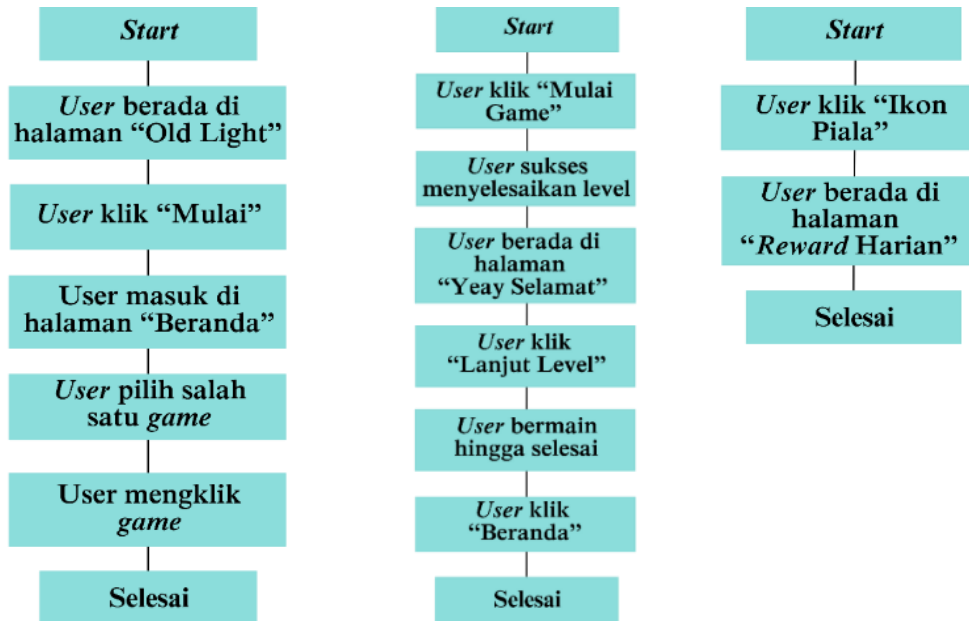 Start
User berada di
halaman “Old Light”
User klik “Mulai”
User masuk di
halaman “Beranda”
User pilih salah
satu game
User mengklik
game
Selesai
Start
User klik “Mulai
Game”
User sukses
menyelesaikan level
User berada di
halaman
“Yeay Selamat”
User klik
“Lanjut Level”
User bermain
hingga selesai
User klik
“Beranda”
Selesai
Start
User klik “Ikon
Piala”
User berada di
halaman
“Reward Harian”
Selesai